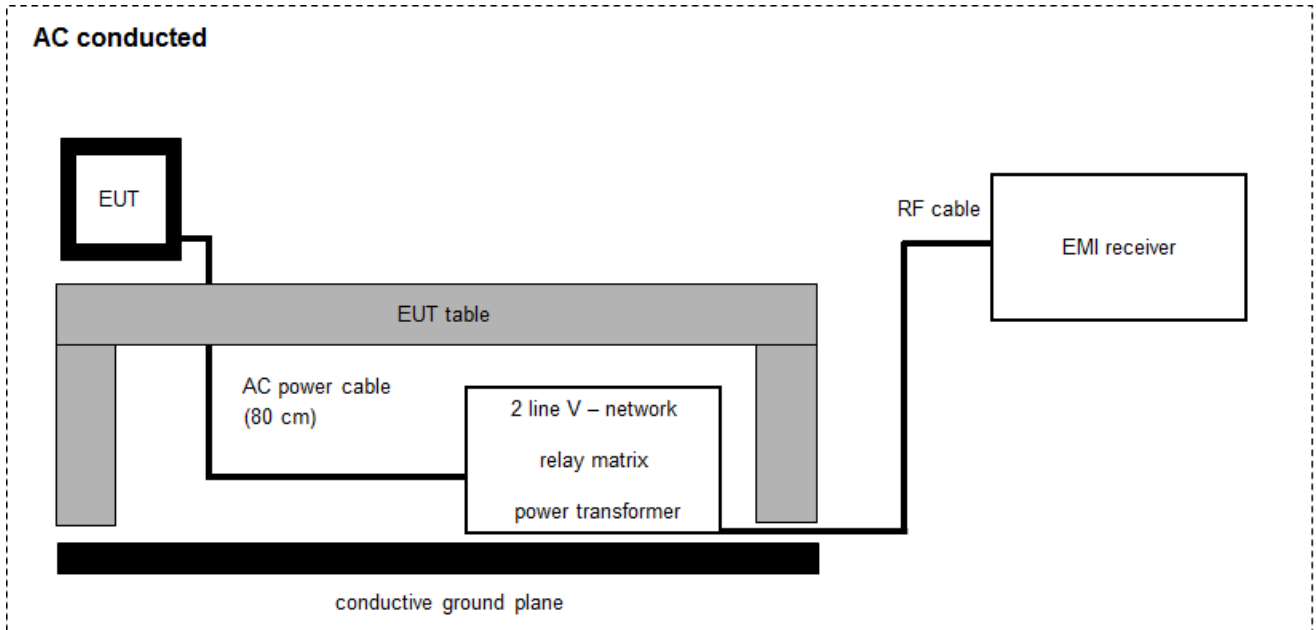 AC conducted
EUT
RF cable
EMI receiver
EUT table
AC power cable
(80 cm)
2 line V – network
relay matrix
power transformer
conductive ground plane